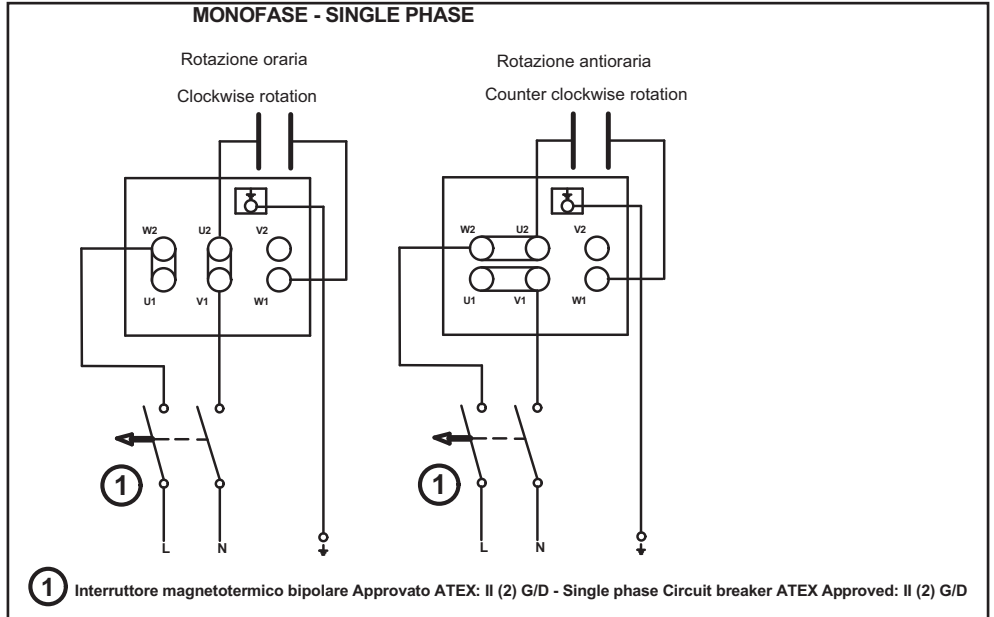 MONOFASE - SINGLE PHASE
Rotazione oraria
Clockwise rotation
Rotazione antioraria
Counter clockwise rotation
W2 U2 V2
U1 V1 W1
W2 U2 V2
U1 V1 W1
1
1
L N
L N
1 Interruttore magnetotermico bipolare Approvato ATEX: II (2) G/D - Single phase Circuit breaker ATEX Approved: II (2) G/D